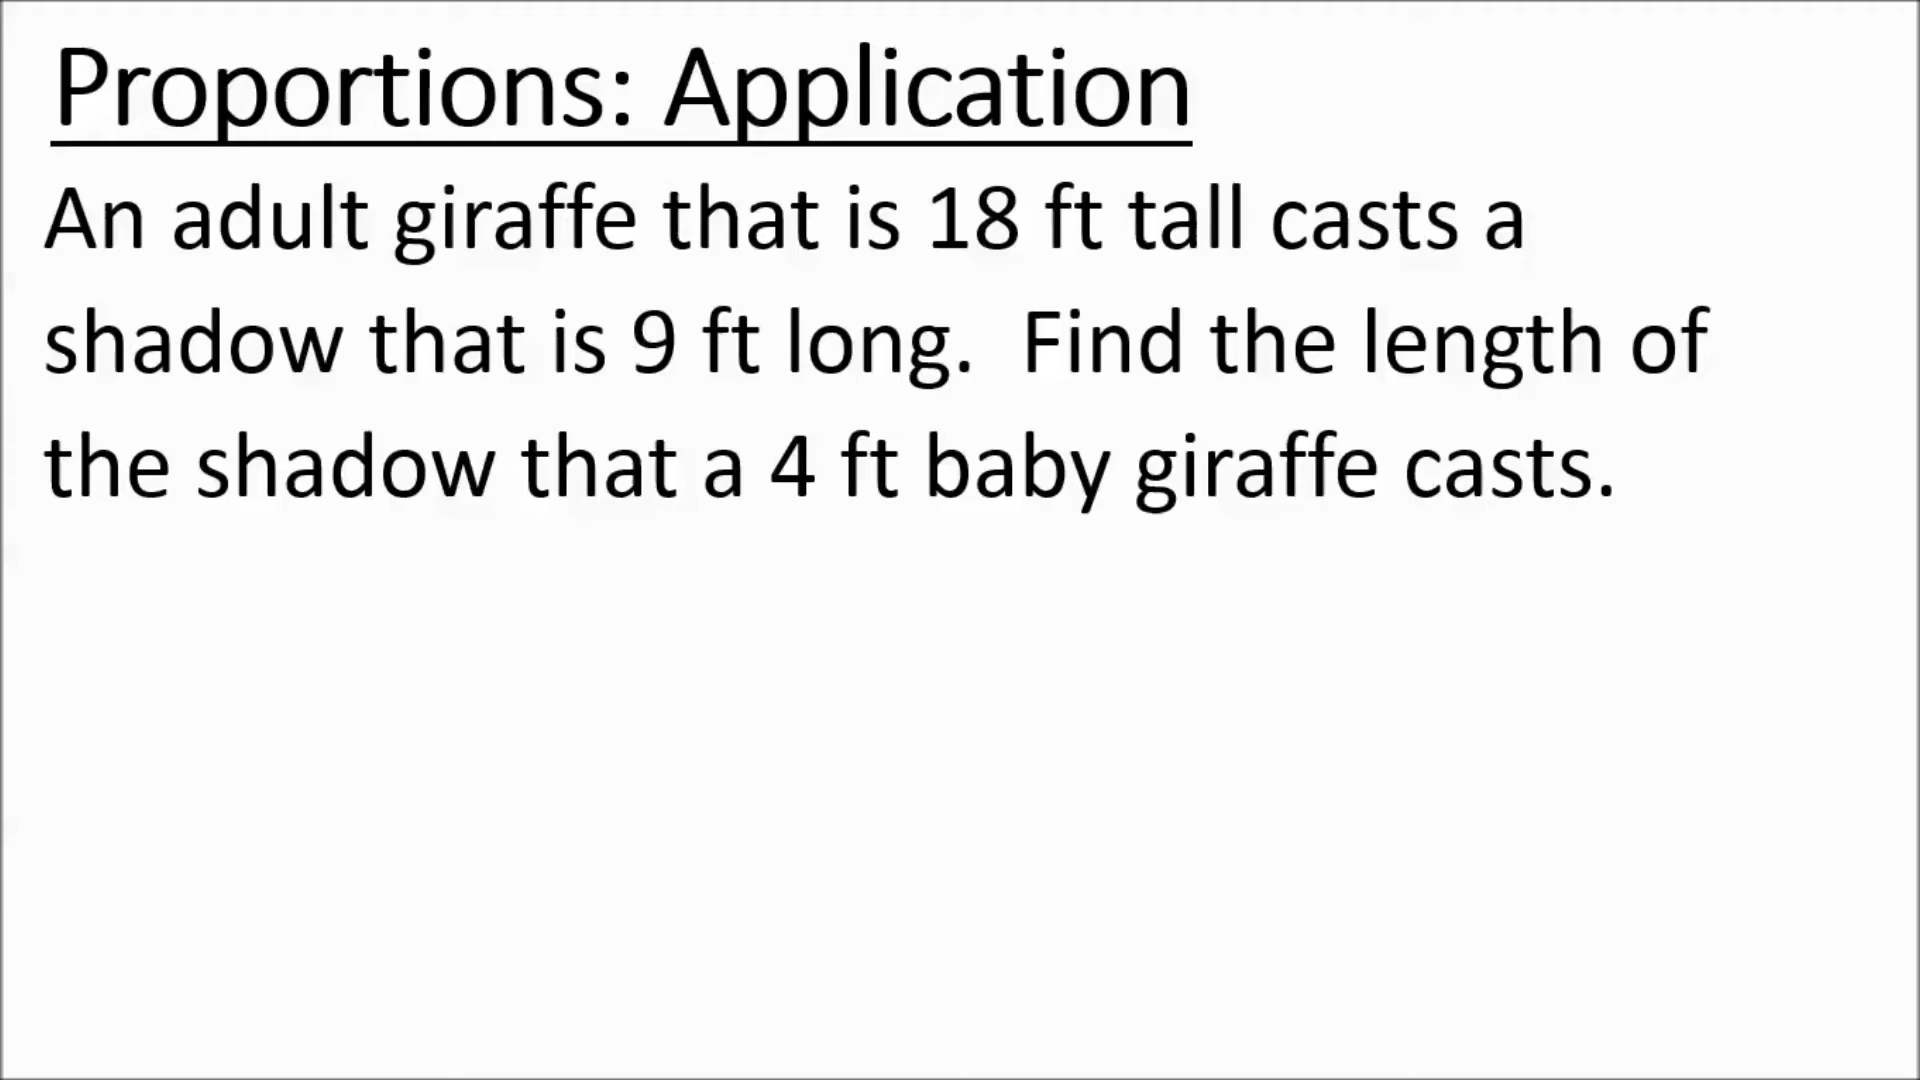 Proportions: Application
An adult giraffe that is 18 ft tall casts a
shadow that is 9 ft long.  Find the length of
the shadow that a 4 ft baby giraffe casts.